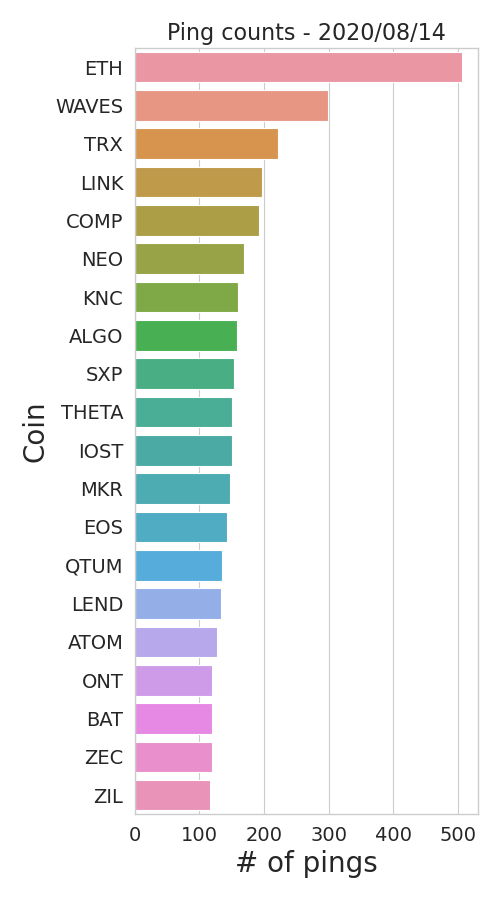 Ping counts - 2020/08/14
ETH
WAVES
TRX
LINK
COMP
NEO
KNC
ALGO
SXP
THETA
IOST
MKR
EOS
QTUM
LEND
ATOM
ONT
BAT
ZEC
ZIL
Coin
0 100 200 300 400 500
# of pings